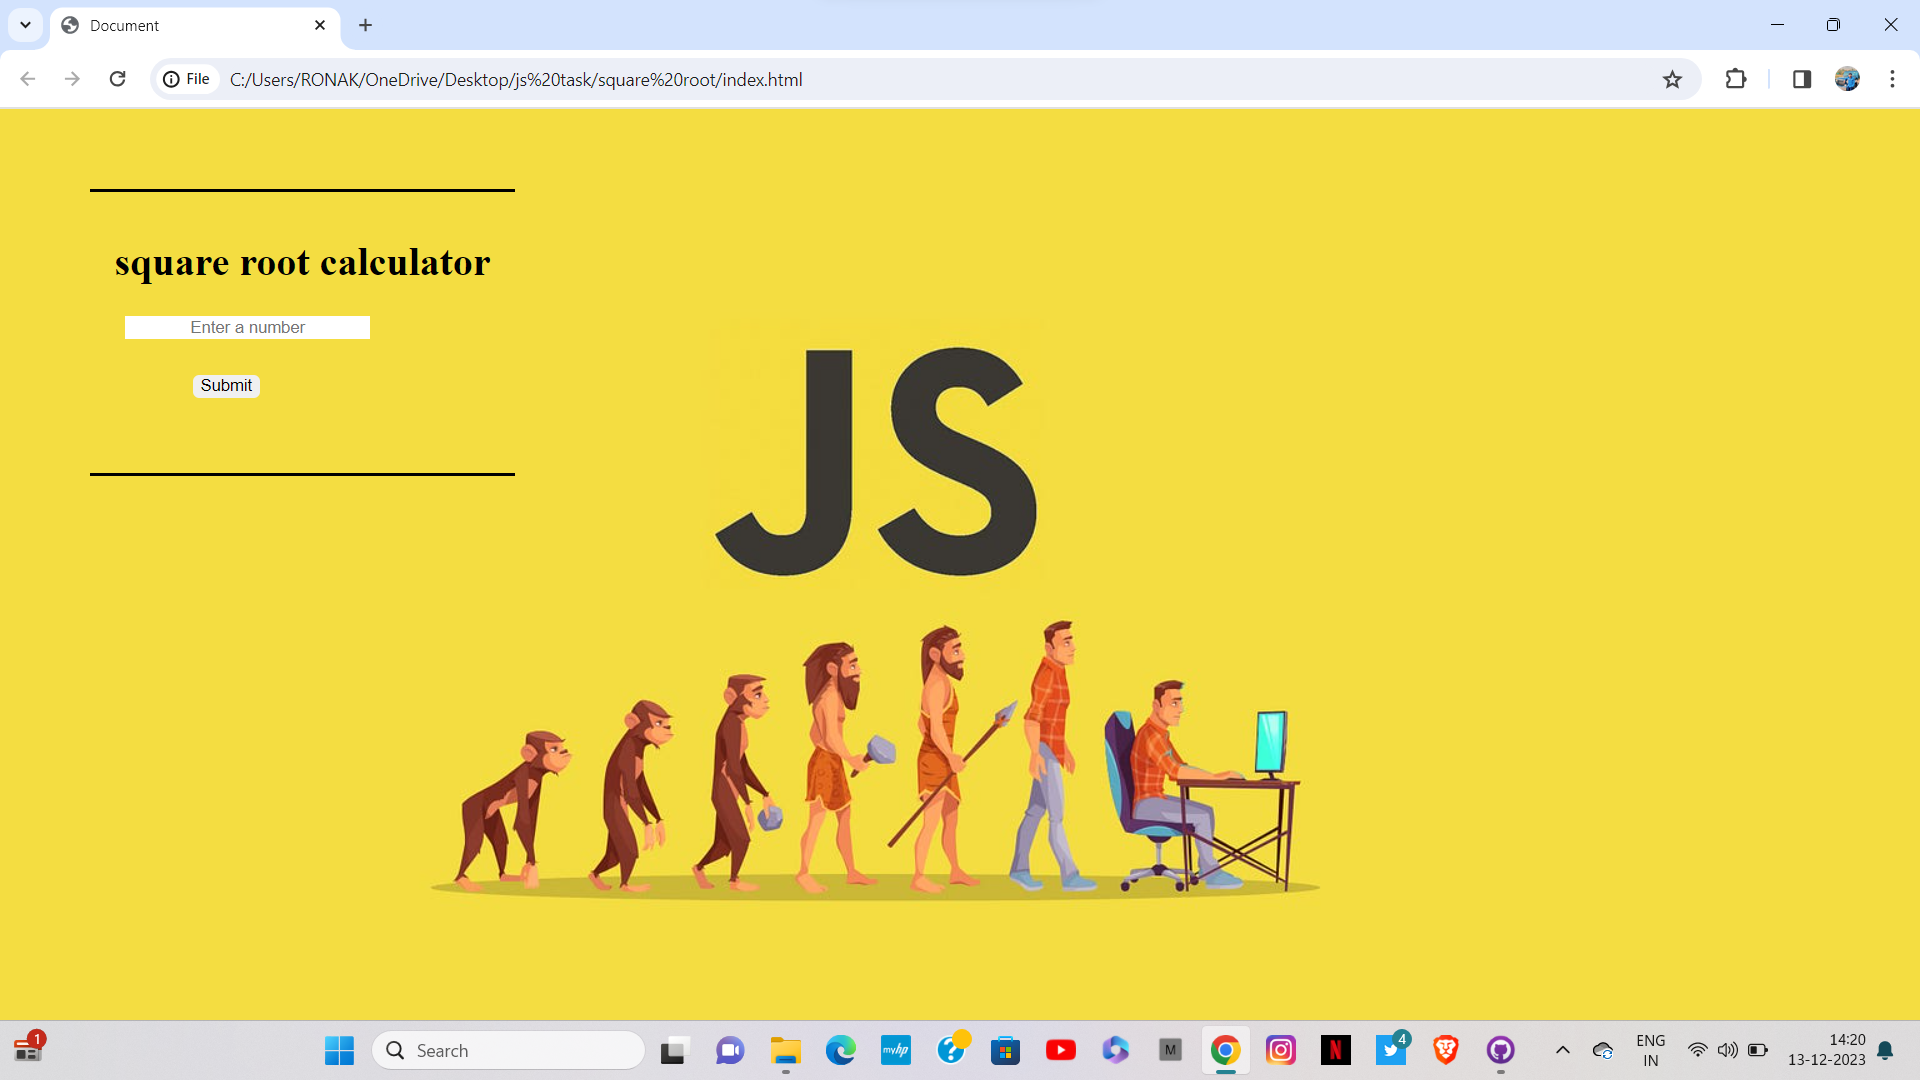 Document
File
C:/Users/RONAK/OneDrive/Desktop/js%20task/square%20root/index.html
square root calculator
Enter a number
Submit
JS
1
Search
myhp
?
M
N
4
ENG
IN
14:20
13-12-2023